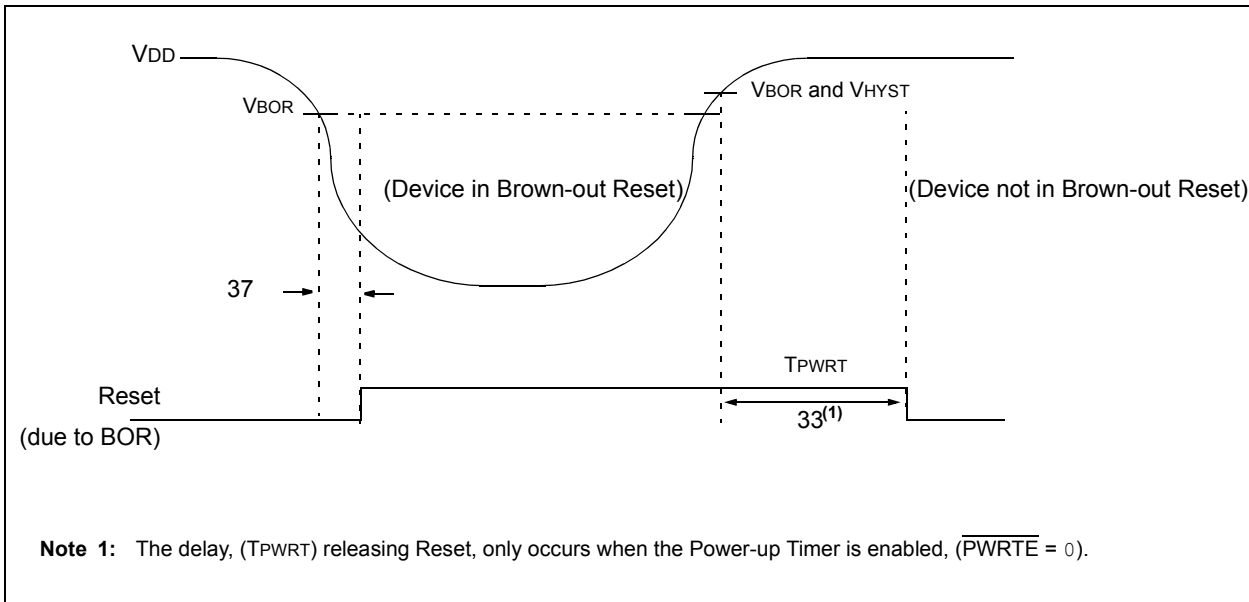 VDD
VBOR
VBOR and VHYST
(Device in Brown-out Reset)
(Device not in Brown-out Reset)
37
TPWRT
Reset
33(1)
(due to BOR)
Note 1: The delay, (TPWRT) releasing Reset, only occurs when the Power-up Timer is enabled, (P̅W̅R̅T̅E̅ = 0).